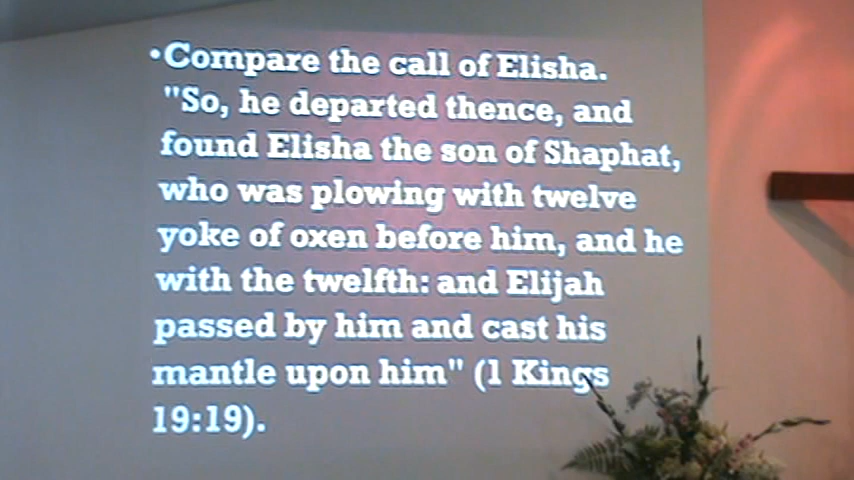 •Compare the call of Elisha.
"So, he departed thence, and
found Elisha the son of Shaphat,
who was plowing with twelve
yoke of oxen before him, and he
with the twelfth: and Elijah
passed by him and cast his
mantle upon him" (1 Kings
19:19).